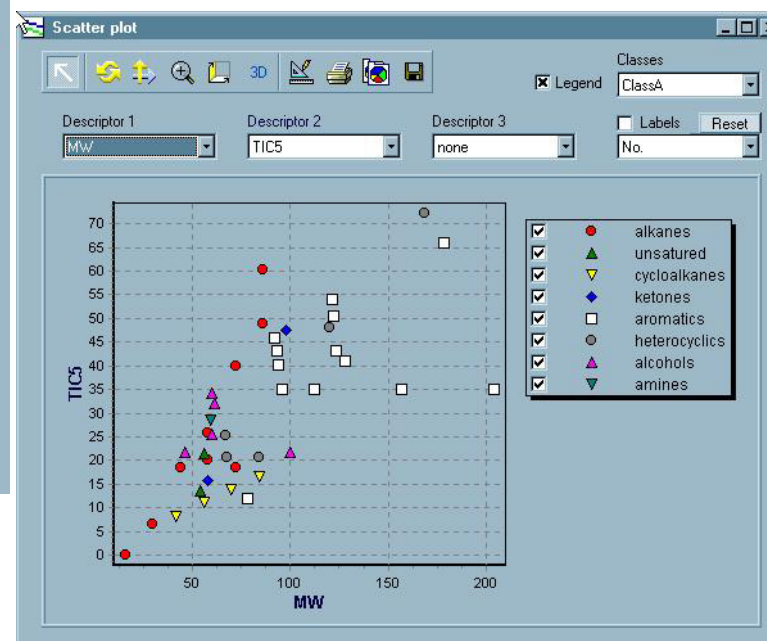 Scatter plot
3D
Legend
Classes
ClassA
Descriptor 1
MW
Descriptor 2
TIC5
Descriptor 3
none
Labels
Reset
No.
70
65
60
55
50
45
40
35
30
25
20
15
10
5
0
TIC5
50
100
150
200
MW
alkanes
unsatured
cycloalkanes
ketones
aromatics
heterocyclics
alcohols
amines